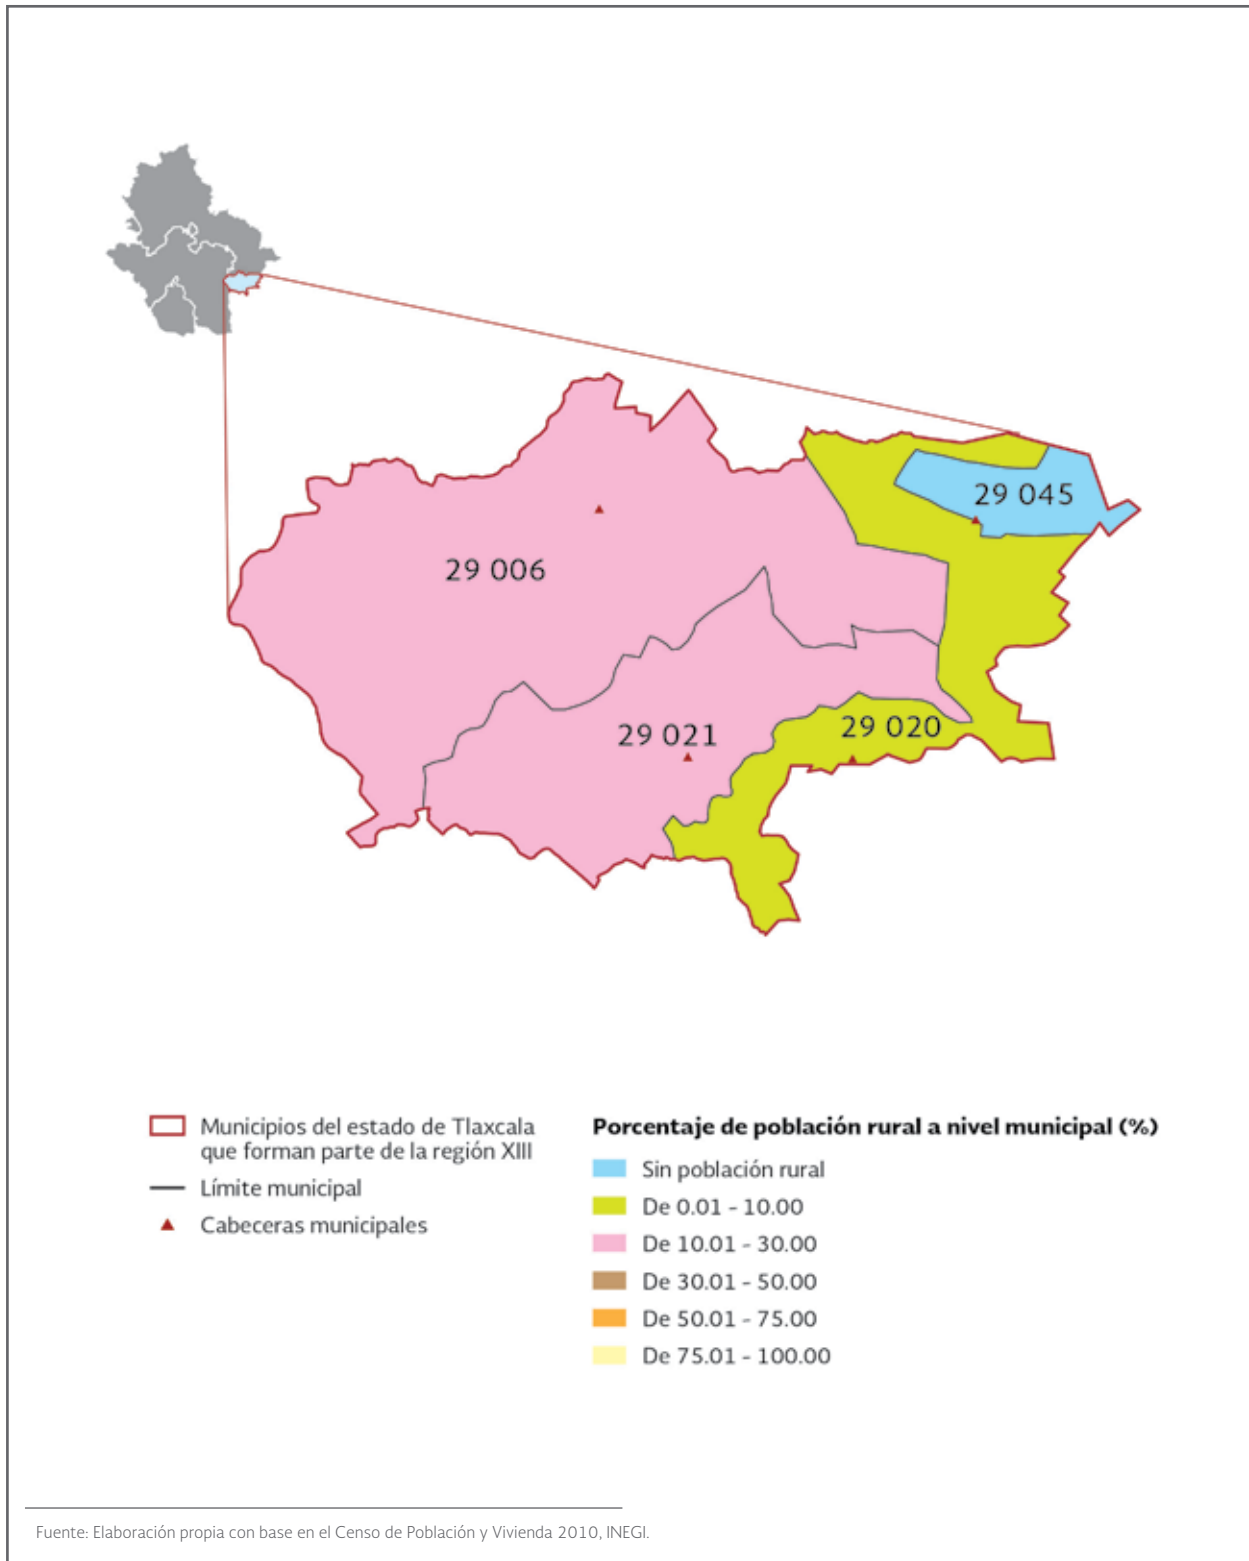 29 045
29 006
29 021
29 020
Municipios del estado de Tlaxcala
que forman parte de la región XIII
Límite municipal
Cabeceras municipales
Porcentaje de población rural a nivel municipal (%)
Sin población rural
De 0.01 - 10.00
De 10.01 - 30.00
De 30.01 - 50.00
De 50.01 - 75.00
De 75.01 - 100.00
Fuente: Elaboración propia con base en el Censo de Población y Vivienda 2010, INEGI.